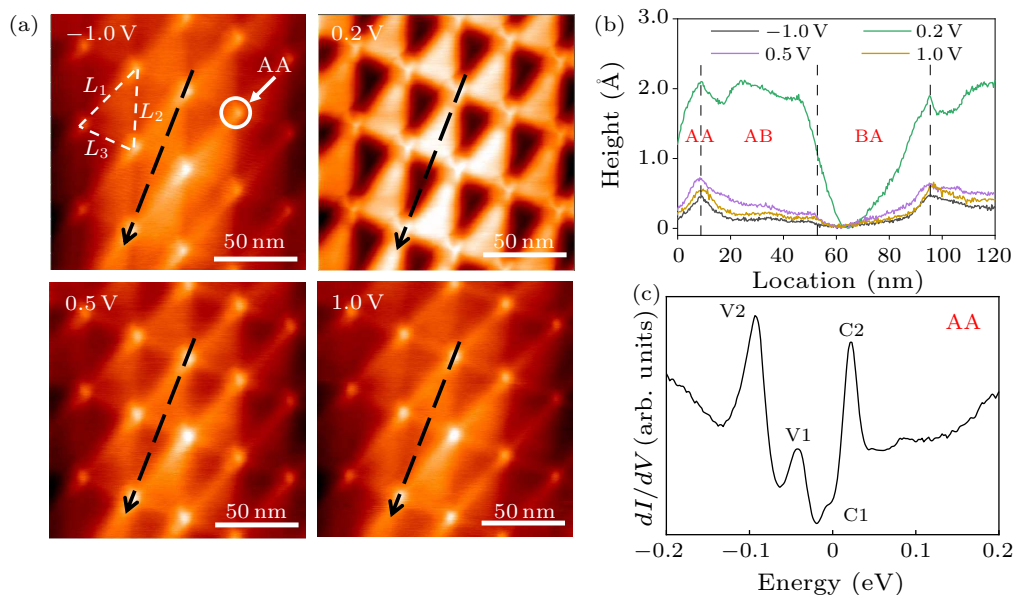 (a)
−1.0 V
AA
L₁
L₂
L₃
50 nm
0.2 V
50 nm
0.5 V
50 nm
1.0 V
50 nm
(b)
3.0
2.0
1.0
0
Height (Å)
−1.0 V
0.2 V
0.5 V
1.0 V
AA
AB
BA
0 20 40 60 80 100 120
Location (nm)
(c)
dI/dV (arb. units)
V2
C2
AA
V1
C1
−0.2 −0.1 0 0.1 0.2
Energy (eV)